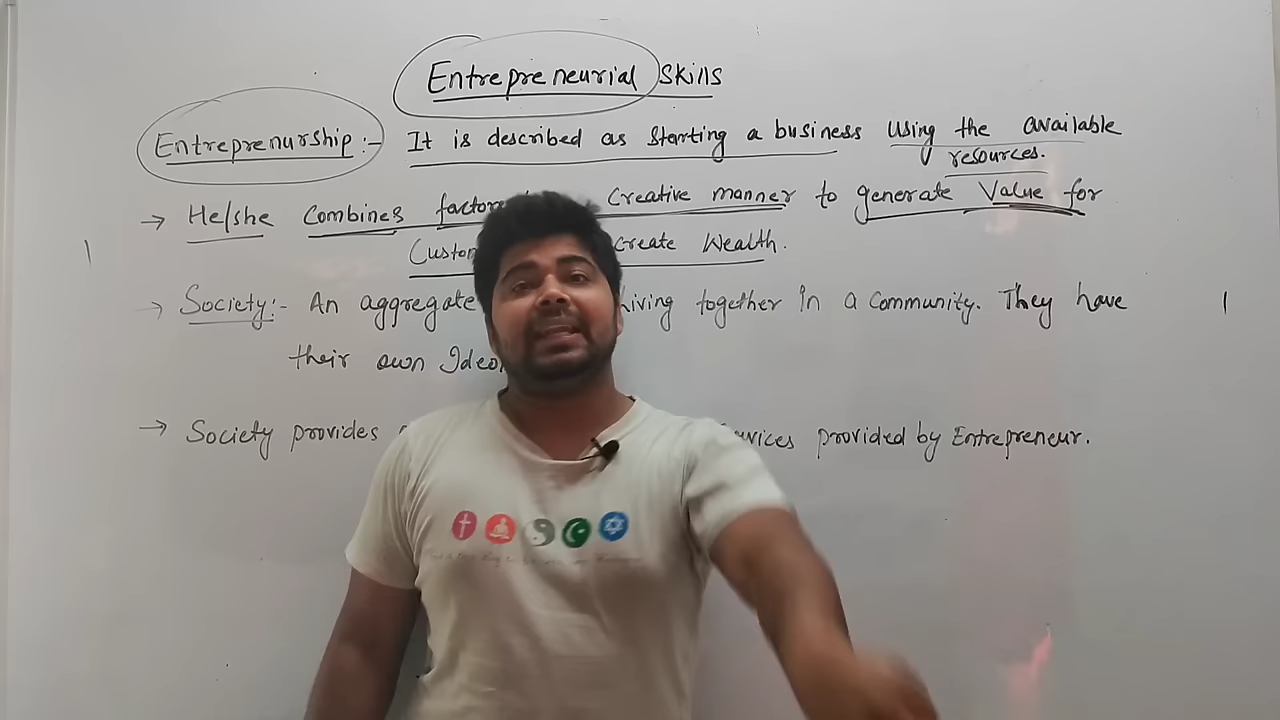 Entrepreneurial Skills
Entreprenurship:- It is described as starting a business using the available
resources.
→ He/she combines factors Creative manner to generate Value for
Custom create Wealth.
→ Society:- An aggregate living together in a Community. They have
their own Ideo
→ Society provides services provided by Entrepreneur.